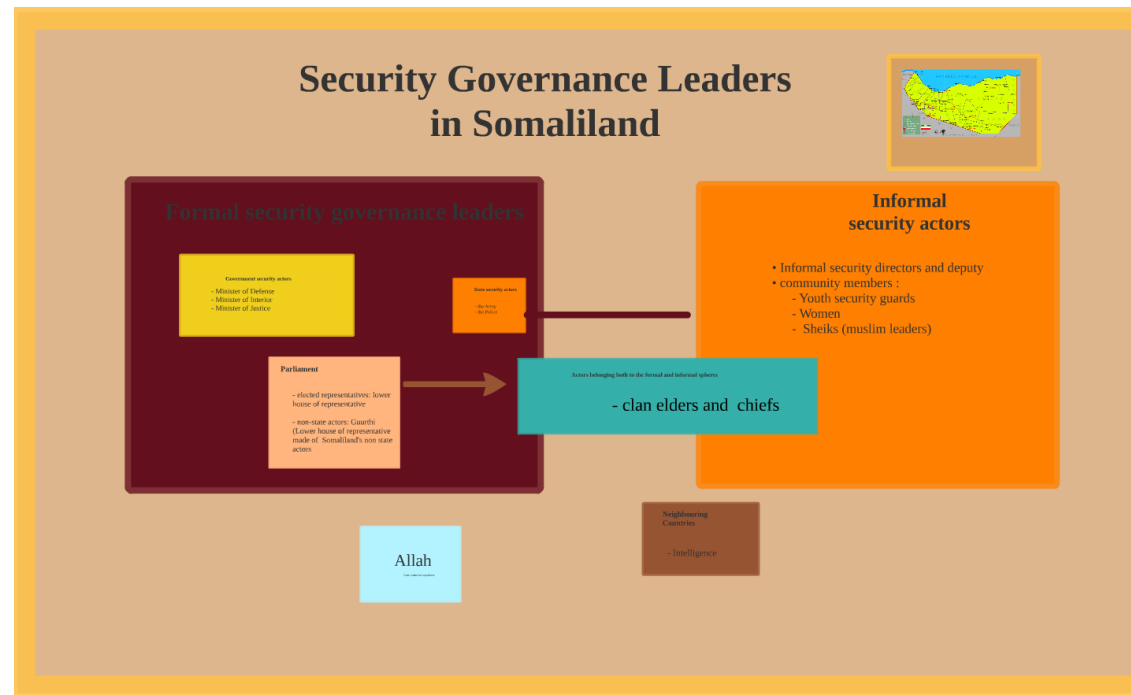 Security Governance Leaders
in Somaliland
Formal security governance leaders
Government security actors
- Minister of Defense
- Minister of Interior
- Minister of Justice
State security actors
- the Army
- the Police
Parliament
- elected representatives: lower
house of representative
- non-state actors: Guurthi
(Lower house of representative
made of Somaliland's non state
actors
Informal
security actors
• Informal security directors and deputy
• community members :
- Youth security guards
- Women
- Sheiks (muslim leaders)
Actors belonging both to the formal and informal spheres
- clan elders and chiefs
Neighbouring
Countries
- Intelligence
Allah